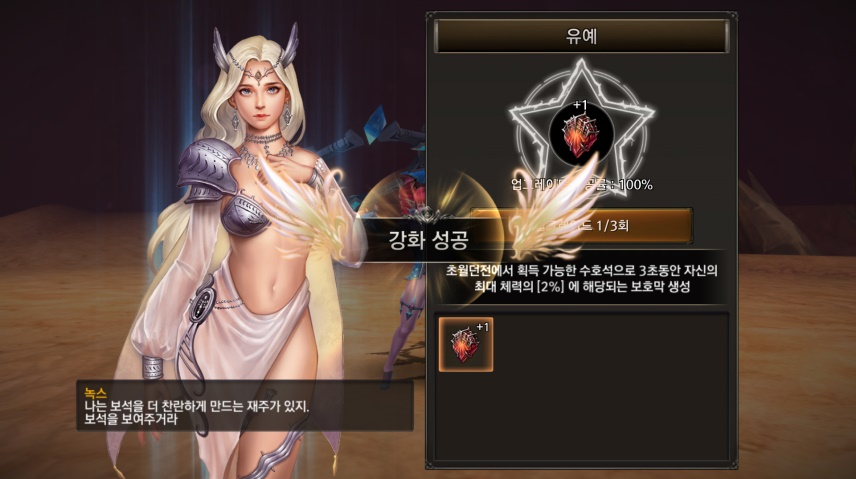 유예
+1
업그레이드 : 100%
1/3회
강화 성공
초월던전에서 획득 가능한 수호석으로 3초동안 자신의
최대 체력의 [2%] 에 해당되는 보호막 생성
+1
녹스
나는 보석을 더 찬란하게 만드는 재주가 있지.
보석을 보여주거라